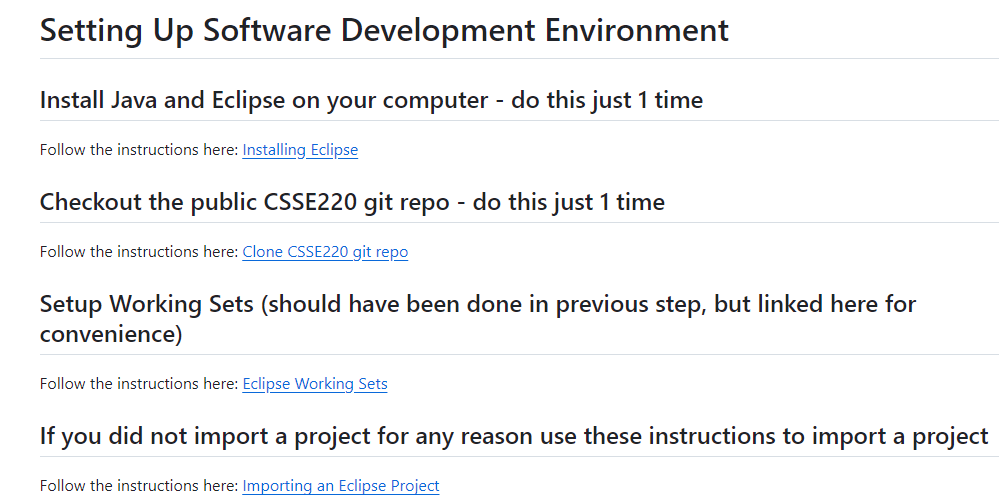 Setting Up Software Development Environment
Install Java and Eclipse on your computer - do this just 1 time
Follow the instructions here: Installing Eclipse
Checkout the public CSSE220 git repo - do this just 1 time
Follow the instructions here: Clone CSSE220 git repo
Setup Working Sets (should have been done in previous step, but linked here for
convenience)
Follow the instructions here: Eclipse Working Sets
If you did not import a project for any reason use these instructions to import a project
Follow the instructions here: Importing an Eclipse Project